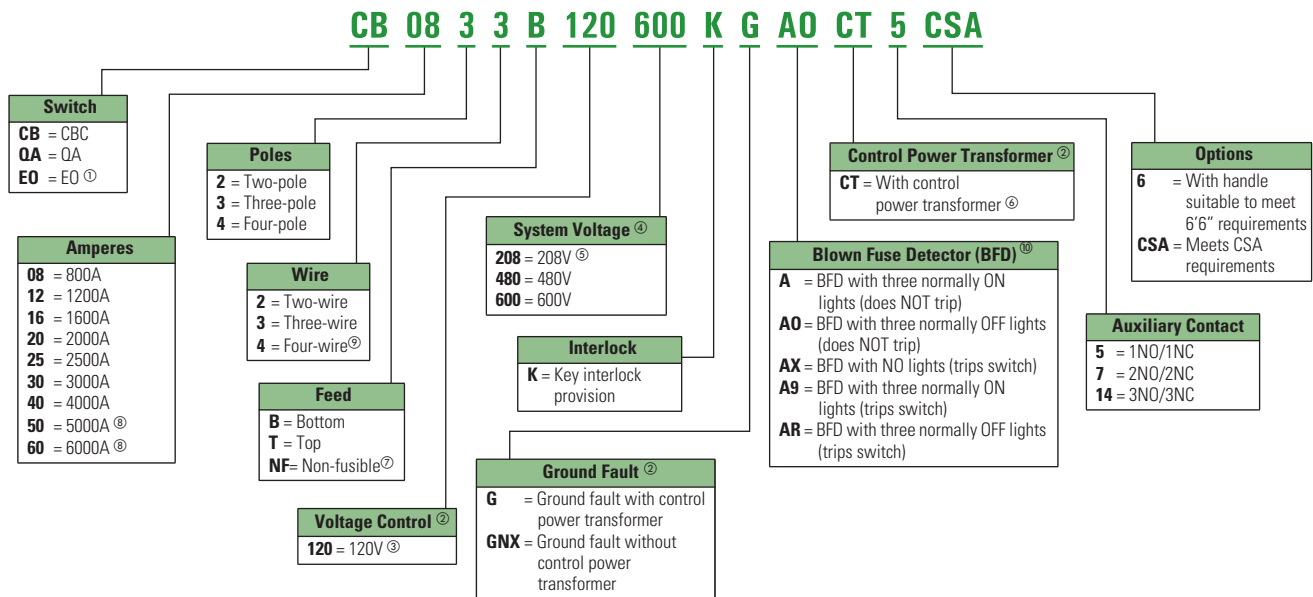 CB 08 3 3 B 120 600 K G AO CT 5 CSA
Switch
CB = CBC
QA = QA
EO = EO ①
Amperes
08 = 800A
12 = 1200A
16 = 1600A
20 = 2000A
25 = 2500A
30 = 3000A
40 = 4000A
50 = 5000A ⑧
60 = 6000A ⑧
Poles
2 = Two-pole
3 = Three-pole
4 = Four-pole
Wire
2 = Two-wire
3 = Three-wire
4 = Four-wire⑨
Feed
B = Bottom
T = Top
NF= Non-fusible⑦
Voltage Control ②
120 = 120V ③
System Voltage ④
208 = 208V ⑤
480 = 480V
600 = 600V
Interlock
K = Key interlock
provision
Ground Fault ②
G = Ground fault with control
power transformer
GNX = Ground fault without
control power
transformer
Control Power Transformer ②
CT = With control
power transformer ⑥
Blown Fuse Detector (BFD) ⑩
A = BFD with three normally ON
lights (does NOT trip)
AO = BFD with three normally OFF lights
(does NOT trip)
AX = BFD with NO lights (trips switch)
A9 = BFD with three normally ON
lights (trips switch)
AR = BFD with three normally OFF lights
(trips switch)
Options
6 = With handle
suitable to meet
6'6" requirements
CSA = Meets CSA
requirements
Auxiliary Contact
5 = 1NO/1NC
7 = 2NO/2NC
14 = 3NO/3NC